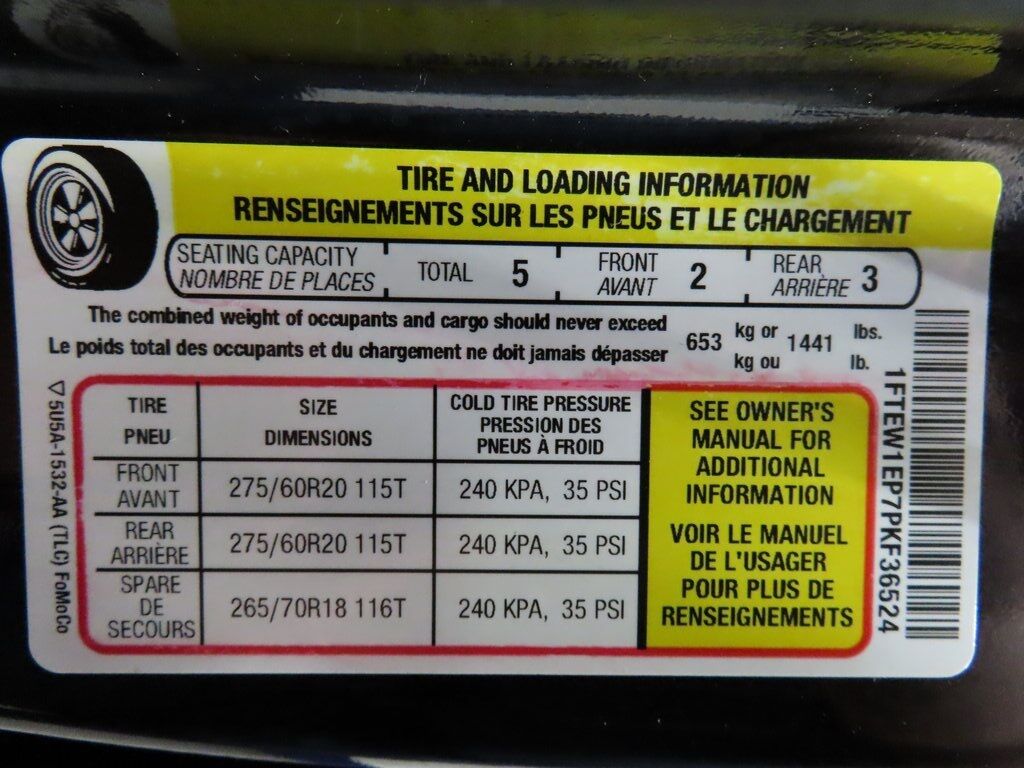 TIRE AND LOADING INFORMATION
RENSEIGNEMENTS SUR LES PNEUS ET LE CHARGEMENT
SEATING CAPACITY
NOMBRE DE PLACES
TOTAL 5
FRONT
AVANT 2
REAR
ARRIÈRE 3
The combined weight of occupants and cargo should never exceed
Le poids total des occupants et du chargement ne doit jamais dépasser
653 kg or 1441 lbs.
kg ou lb.
TIRE
PNEU
SIZE
DIMENSIONS
COLD TIRE PRESSURE
PRESSION DES
PNEUS À FROID
FRONT
AVANT
275/60R20 115T
240 KPA, 35 PSI
REAR
ARRIÈRE
275/60R20 115T
240 KPA, 35 PSI
SPARE
DE
SECOURS
265/70R18 116T
240 KPA, 35 PSI
SEE OWNER'S
MANUAL FOR
ADDITIONAL
INFORMATION
VOIR LE MANUEL
DE L'USAGER
POUR PLUS DE
RENSEIGNEMENTS
▽ 5U5A-1532-AA (TLC) FoMoCo
1FTEW1EP7PKF36524